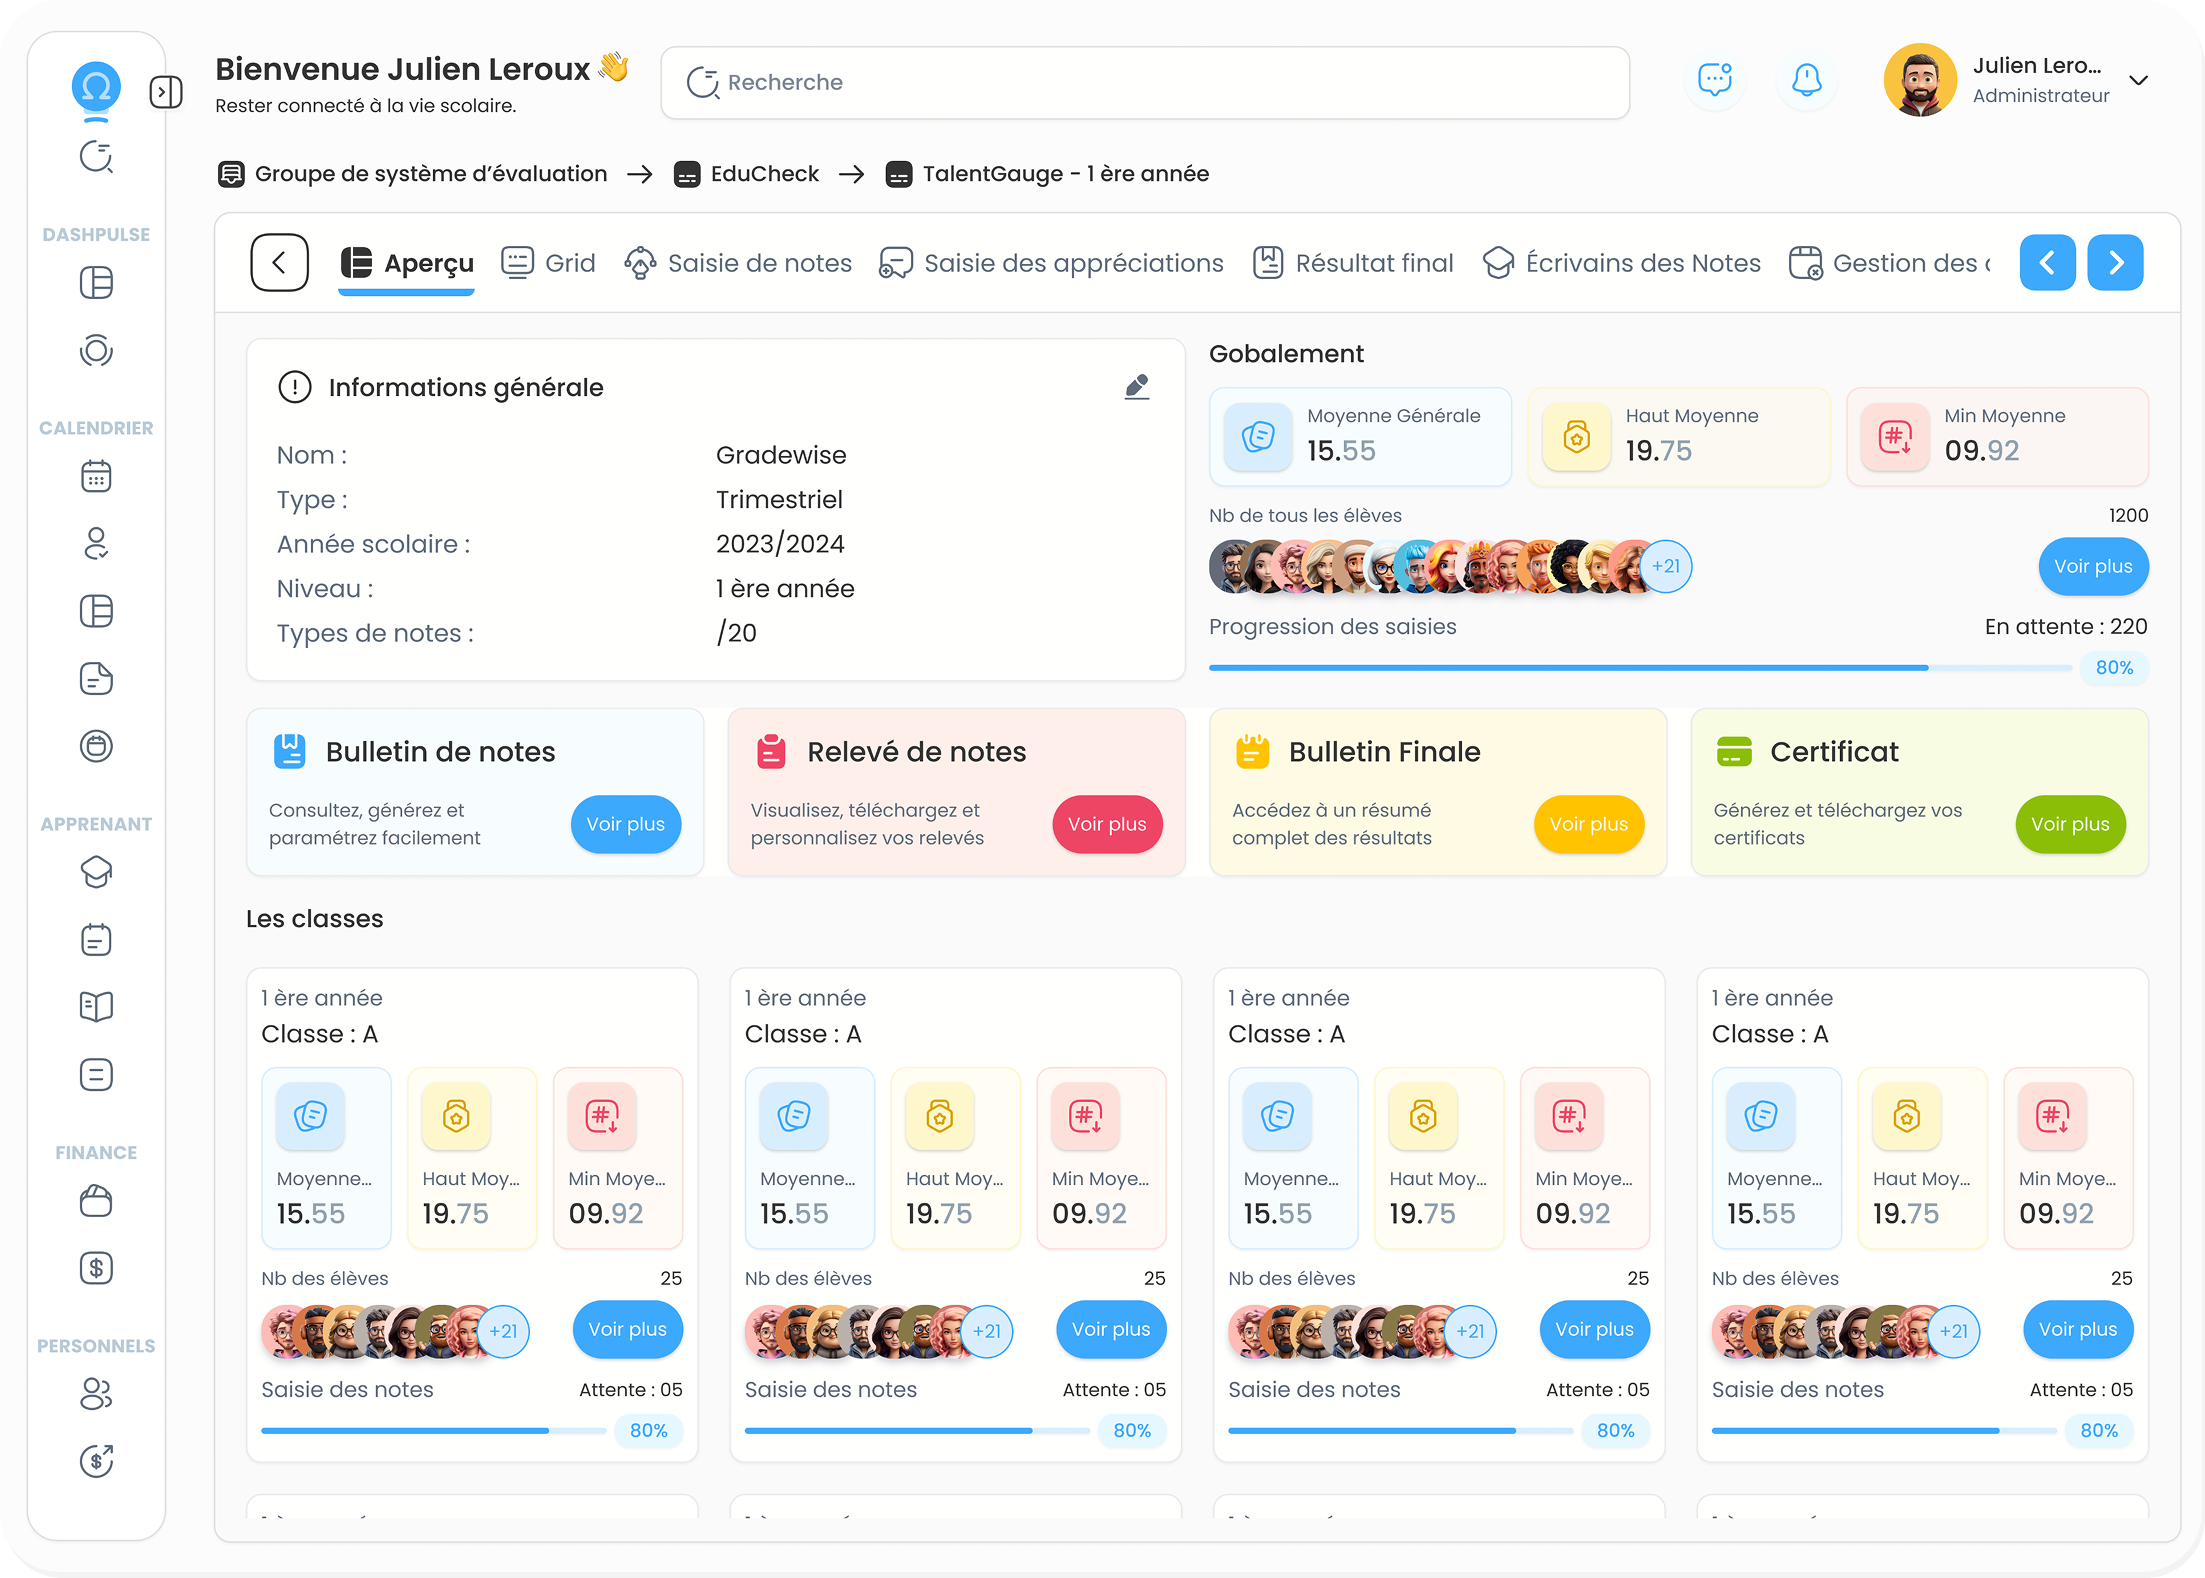 Bienvenue Julien Leroux 👋
Rester connecté à la vie scolaire.
Recherche
Julien Lero...
Administrateur
Groupe de système d'évaluation → EduCheck → TalentGauge - 1 ère année
DASHPULSE
CALENDRIER
APPRENANT
FINANCE
PERSONNELS
Aperçu Grid Saisie de notes Saisie des appréciations Résultat final Écrivains des Notes Gestion des
Informations générale
Nom : Gradewise
Type : Trimestriel
Année scolaire : 2023/2024
Niveau : 1 ère année
Types de notes : /20
Gobalement
Moyenne Générale
15.55
Haut Moyenne
19.75
Min Moyenne
09.92
Nb de tous les élèves 1200
+21 Voir plus
Progression des saisies En attente : 220
80%
Bulletin de notes
Consultez, générez et
paramétrez facilement
Voir plus
Relevé de notes
Visualisez, téléchargez et
personnalisez vos relevés
Voir plus
Bulletin Finale
Accédez à un résumé
complet des résultats
Voir plus
Certificat
Générez et téléchargez vos
certificats
Voir plus
Les classes
1 ère année
Classe : A
Moyenne... Haut Moy... Min Moye...
15.55 19.75 09.92
Nb des élèves 25
+21 Voir plus
Saisie des notes Attente : 05
80%
1 ère année
Classe : A
Moyenne... Haut Moy... Min Moye...
15.55 19.75 09.92
Nb des élèves 25
+21 Voir plus
Saisie des notes Attente : 05
80%
1 ère année
Classe : A
Moyenne... Haut Moy... Min Moye...
15.55 19.75 09.92
Nb des élèves 25
+21 Voir plus
Saisie des notes Attente : 05
80%
1 ère année
Classe : A
Moyenne... Haut Moy... Min Moye...
15.55 19.75 09.92
Nb des élèves 25
+21 Voir plus
Saisie des notes Attente : 05
80%